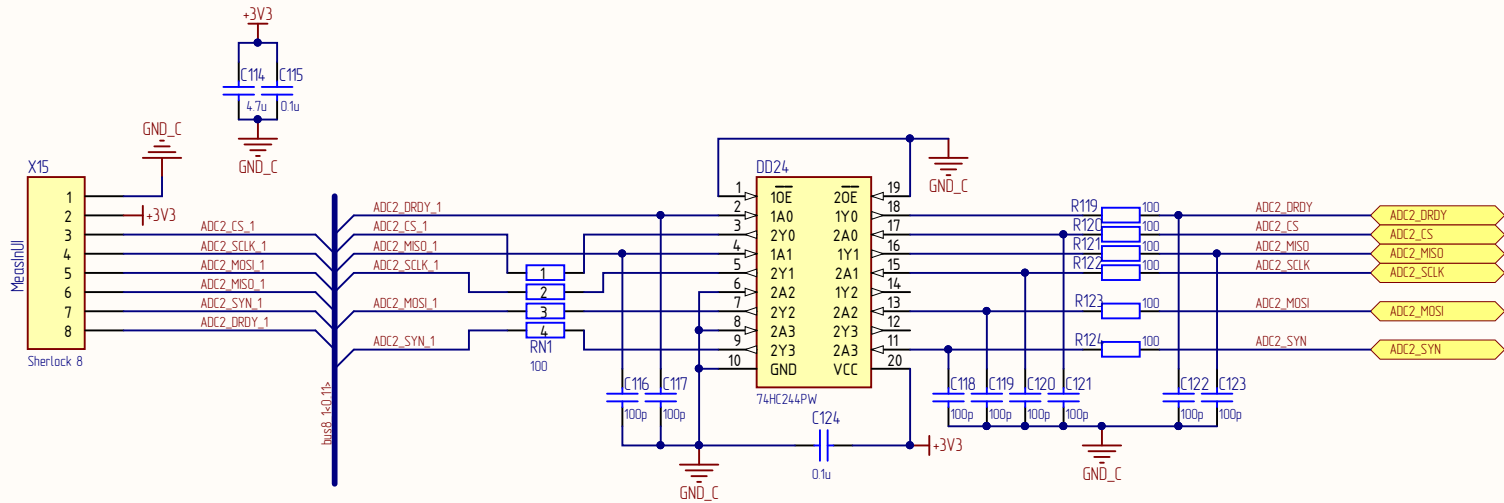 +3V3
C114
C115
4.7u
0.1u
GND_C
GND_C
X15
MeasInUI
1
2
3
4
5
6
7
8
+3V3
Sherlock 8
ADC2_CS_1
ADC2_SCLK_1
ADC2_MOSI_1
ADC2_MISO_1
ADC2_SYN_1
ADC2_DRDY_1
bus8_1<0..11>
ADC2_DRDY_1
ADC2_CS_1
ADC2_MISO_1
ADC2_SCLK_1
ADC2_MOSI_1
ADC2_SYN_1
1
2
3
4
RN1
100
C116
C117
100p
100p
DD24
1 1OE 2OE 19
2 1A0 1Y0 18
3 2Y0 2A0 17
4 1A1 1Y1 16
5 2Y1 2A1 15
6 2A2 1Y2 14
7 2Y2 2A2 13
8 2A3 2Y3 12
9 2Y3 2A3 11
10 GND VCC 20
74HC244PW
GND_C
C124
0.1u
+3V3
GND_C
R119 100 ADC2_DRDY ADC2_DRDY
R120 100 ADC2_CS ADC2_CS
R121 100 ADC2_MISO ADC2_MISO
R122 100 ADC2_SCLK ADC2_SCLK
R123 100 ADC2_MOSI ADC2_MOSI
R124 100 ADC2_SYN ADC2_SYN
C118 C119 C120 C121 C122 C123
100p 100p 100p 100p 100p 100p
GND_C